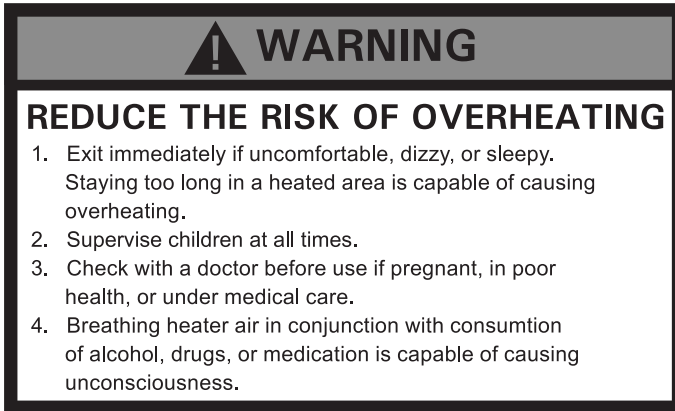 WARNING
REDUCE THE RISK OF OVERHEATING
1. Exit immediately if uncomfortable, dizzy, or sleepy.
Staying too long in a heated area is capable of causing
overheating.
2. Supervise children at all times.
3. Check with a doctor before use if pregnant, in poor
health, or under medical care.
4. Breathing heater air in conjunction with consumtion
of alcohol, drugs, or medication is capable of causing
unconsciousness.